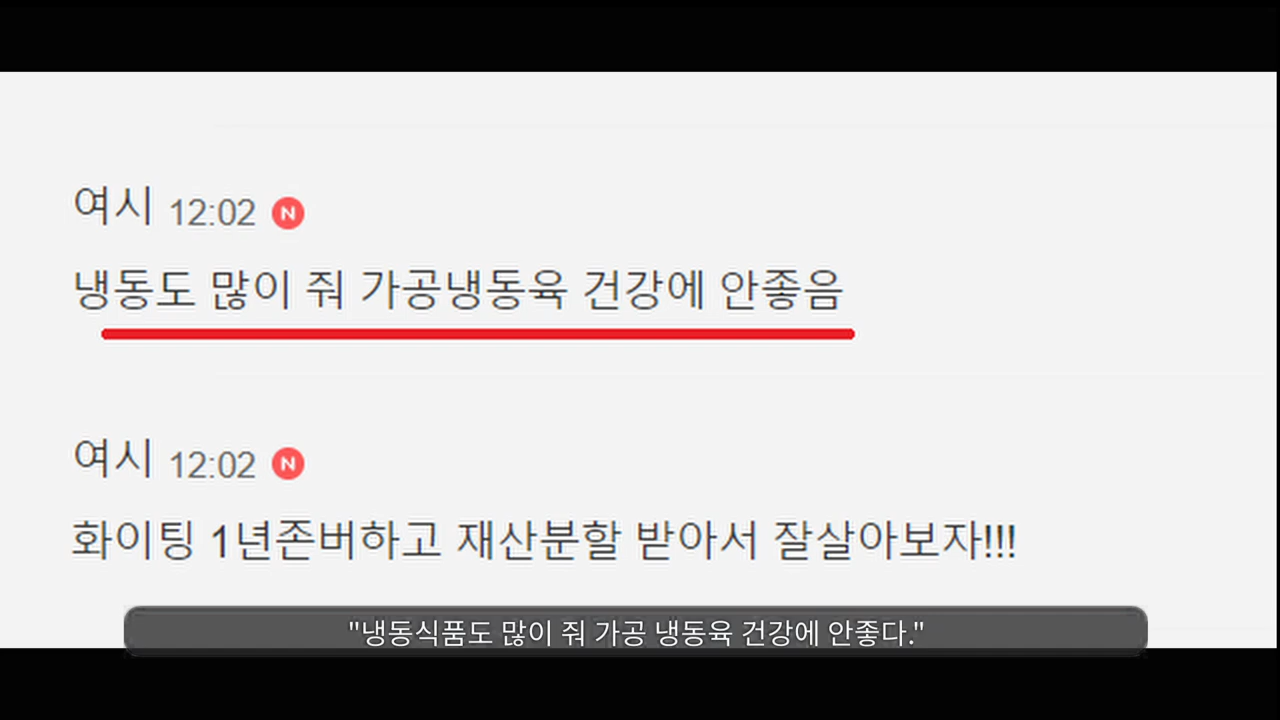 여시 12:02 N
냉동도 많이 줘 가공냉동육 건강에 안좋음
여시 12:02 N
화이팅 1년존버하고 재산분할 받아서 잘살아보자!!!
"냉동식품도 많이 줘 가공 냉동육 건강에 안좋다."